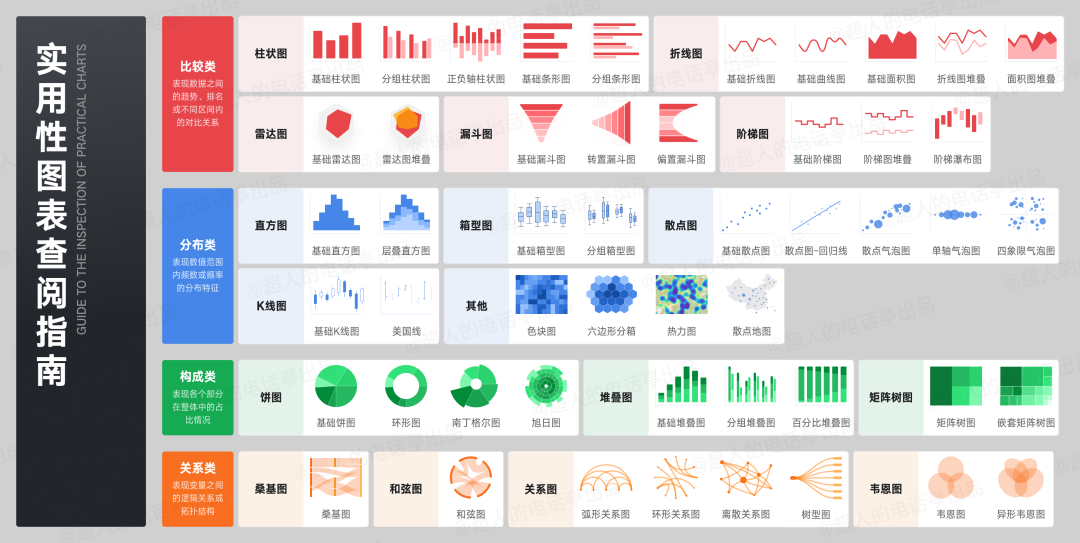 实用性图表查阅指南
GUIDE TO THE INSPECTION OF PRACTICAL CHARTS
比较类
表现数据之间
的趋势、排名
或不同区间内
的对比关系
柱状图
基础柱状图
分组柱状图
正负轴柱状图
基础条形图
分组条形图
折线图
基础折线图
基础曲线图
基础面积图
折线图堆叠
面积图堆叠
雷达图
基础雷达图
雷达图堆叠
漏斗图
基础漏斗图
转置漏斗图
偏置漏斗图
阶梯图
基础阶梯图
阶梯图堆叠
阶梯瀑布图
分布类
表现数值范围
内频数或频率
的分布特征
直方图
基础直方图
层叠直方图
箱型图
基础箱型图
分组箱型图
散点图
基础散点图
散点图-回归线
散点气泡图
单轴气泡图
四象限气泡图
K线图
基础K线图
美国线
其他
色块图
六边形分箱
热力图
散点地图
构成类
表现各个部分
在整体中的占
比情况
饼图
基础饼图
环形图
南丁格尔图
旭日图
堆叠图
基础堆叠图
分组堆叠图
百分比堆叠图
矩阵树图
矩阵树图
嵌套矩阵树图
关系类
表现变量之间
的逻辑关系或
拓扑结构
桑基图
桑基图
和弦图
和弦图
关系图
弧形关系图
环形关系图
离散关系图
树型图
韦恩图
韦恩图
异形韦恩图
@超人的电话亭出品